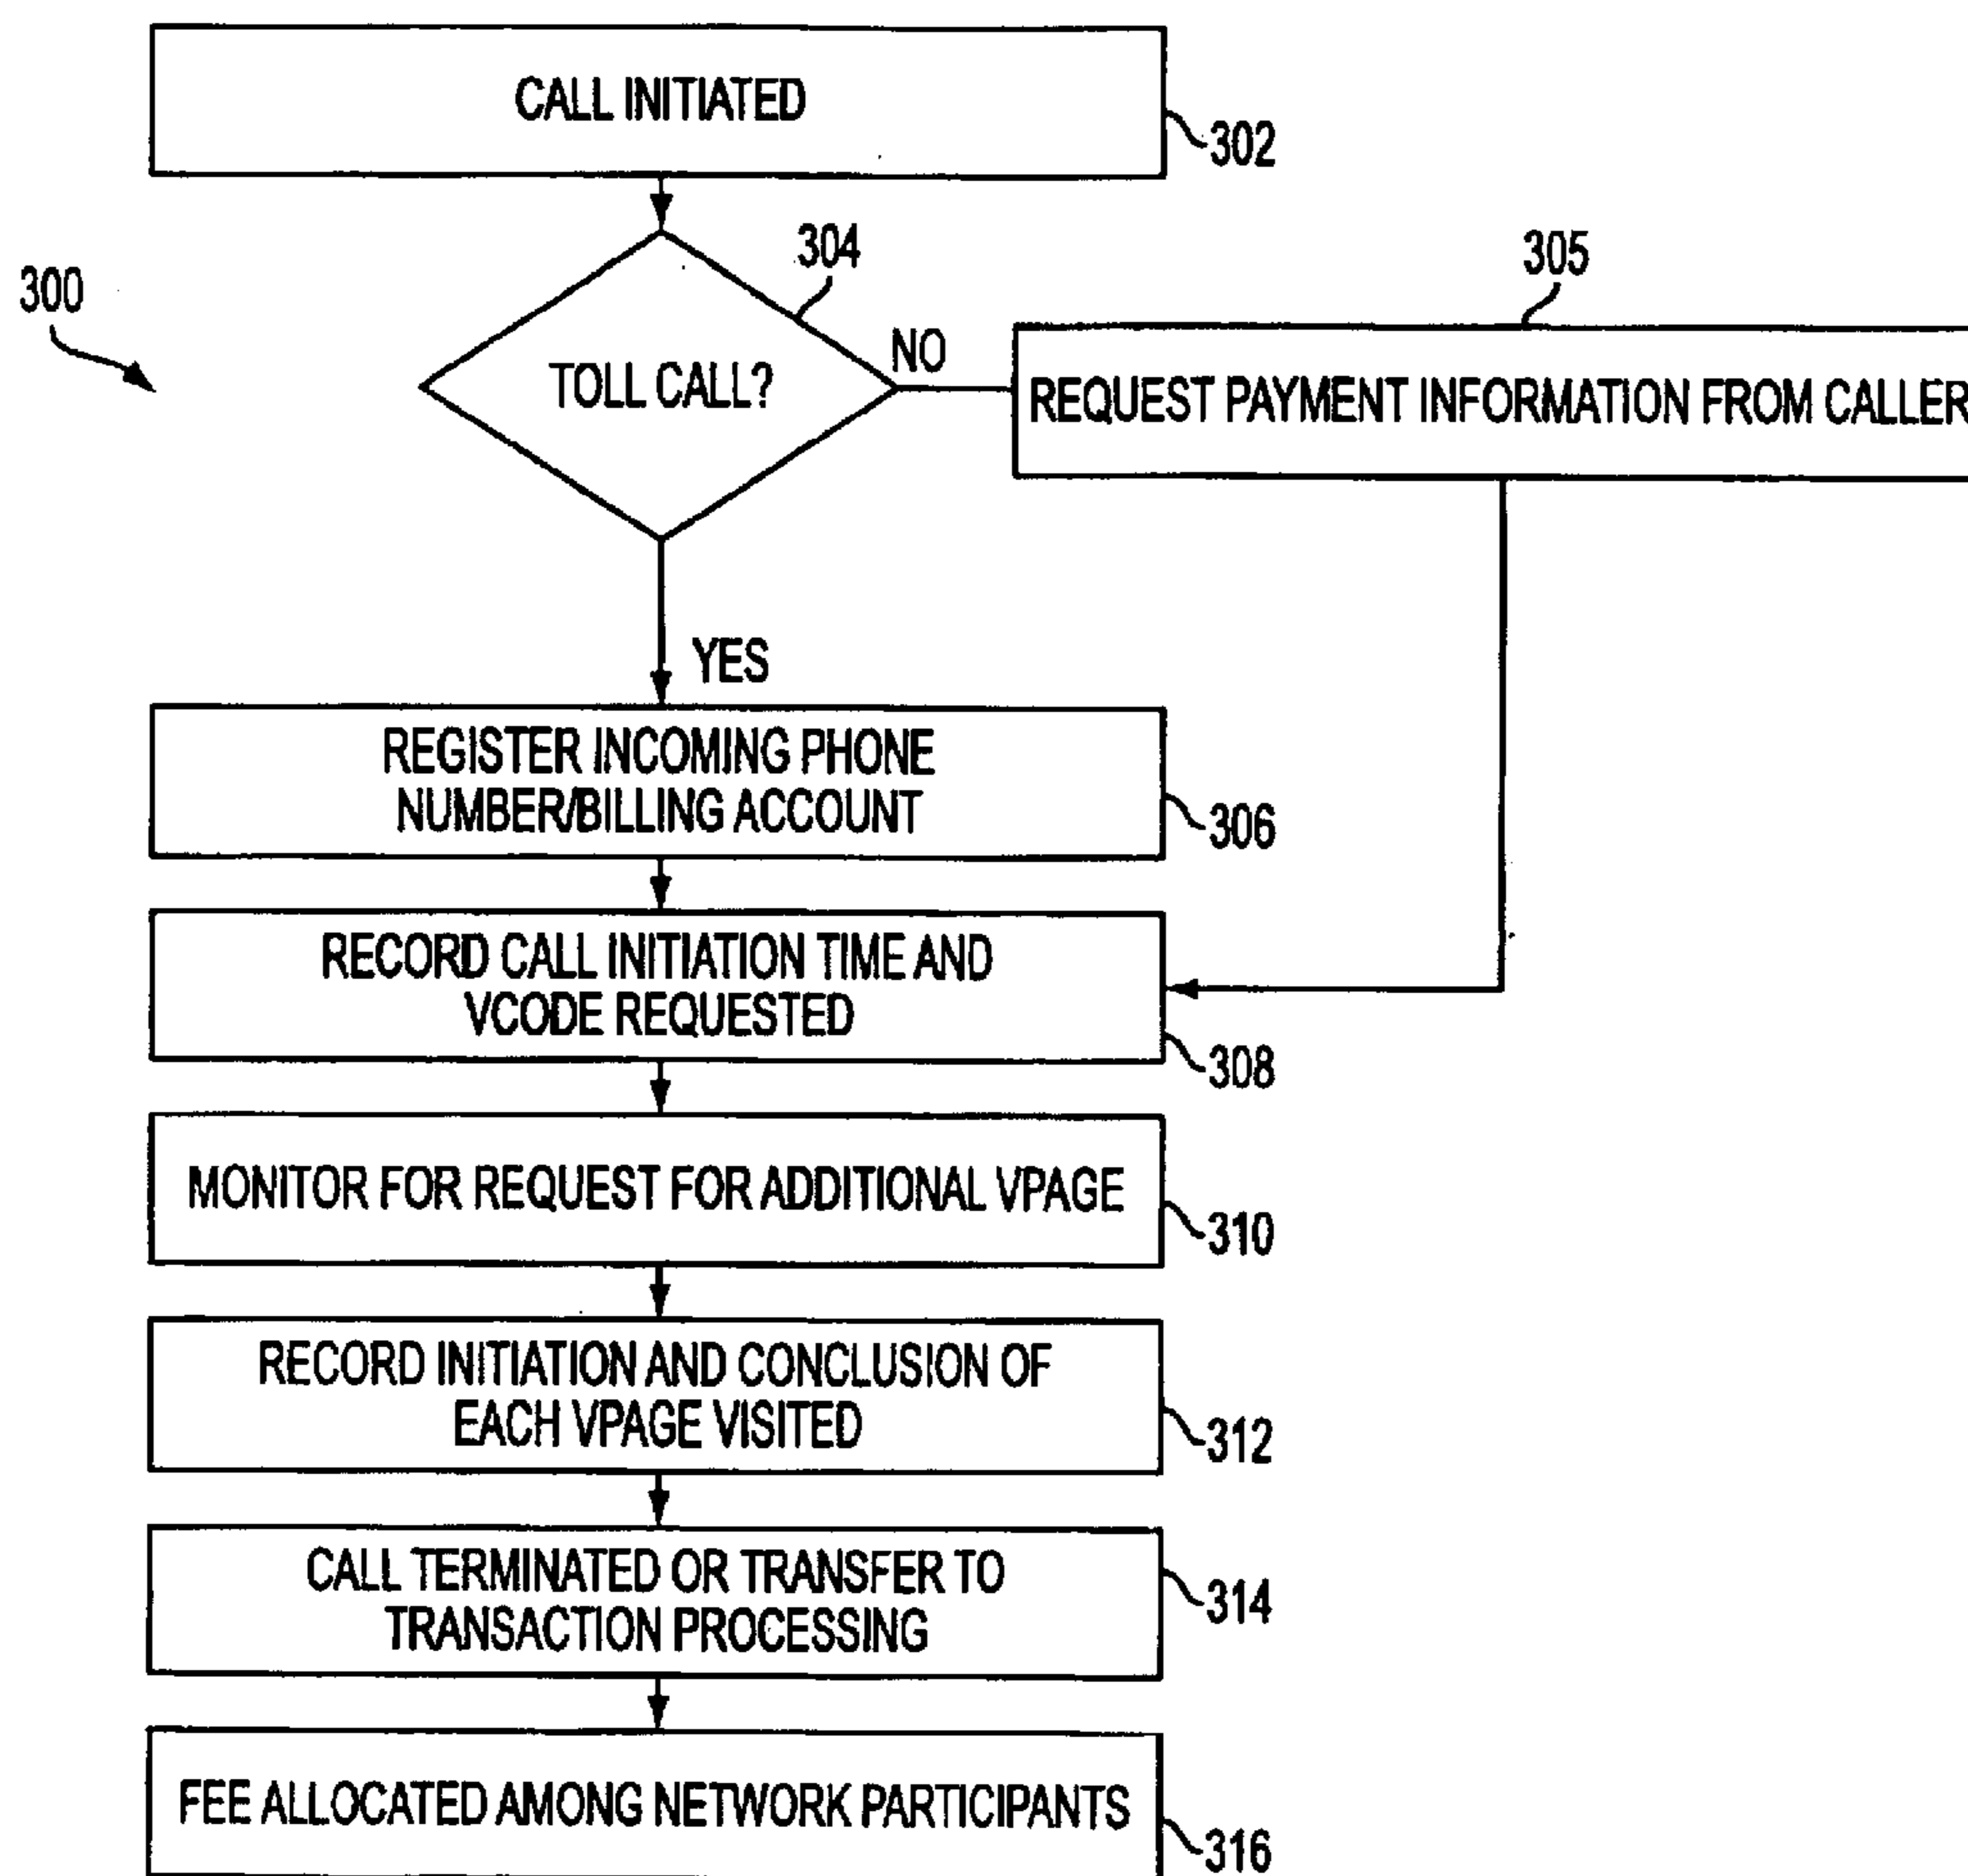 CALL INITIATED
302
304
300
TOLL CALL?
NO
305
REQUEST PAYMENT INFORMATION FROM CALLER
YES
REGISTER INCOMING PHONE
NUMBER/BILLING ACCOUNT
306
RECORD CALL INITIATION TIME AND
VCODE REQUESTED
308
MONITOR FOR REQUEST FOR ADDITIONAL VPAGE
310
RECORD INITIATION AND CONCLUSION OF
EACH VPAGE VISITED
312
CALL TERMINATED OR TRANSFER TO
TRANSACTION PROCESSING
314
FEE ALLOCATED AMONG NETWORK PARTICIPANTS
316